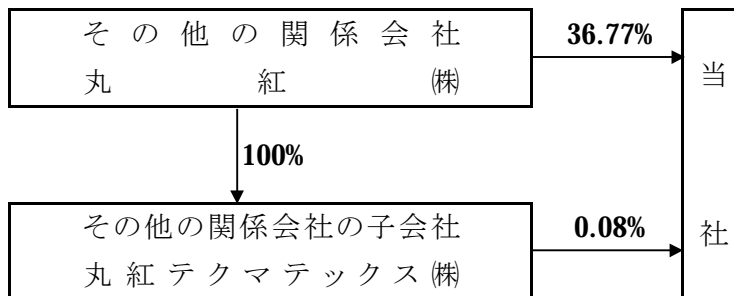 その他の関係会社
丸紅㈱
36.77%
当社
100%
その他の関係会社の子会社
丸紅テクマテックス㈱
0.08%